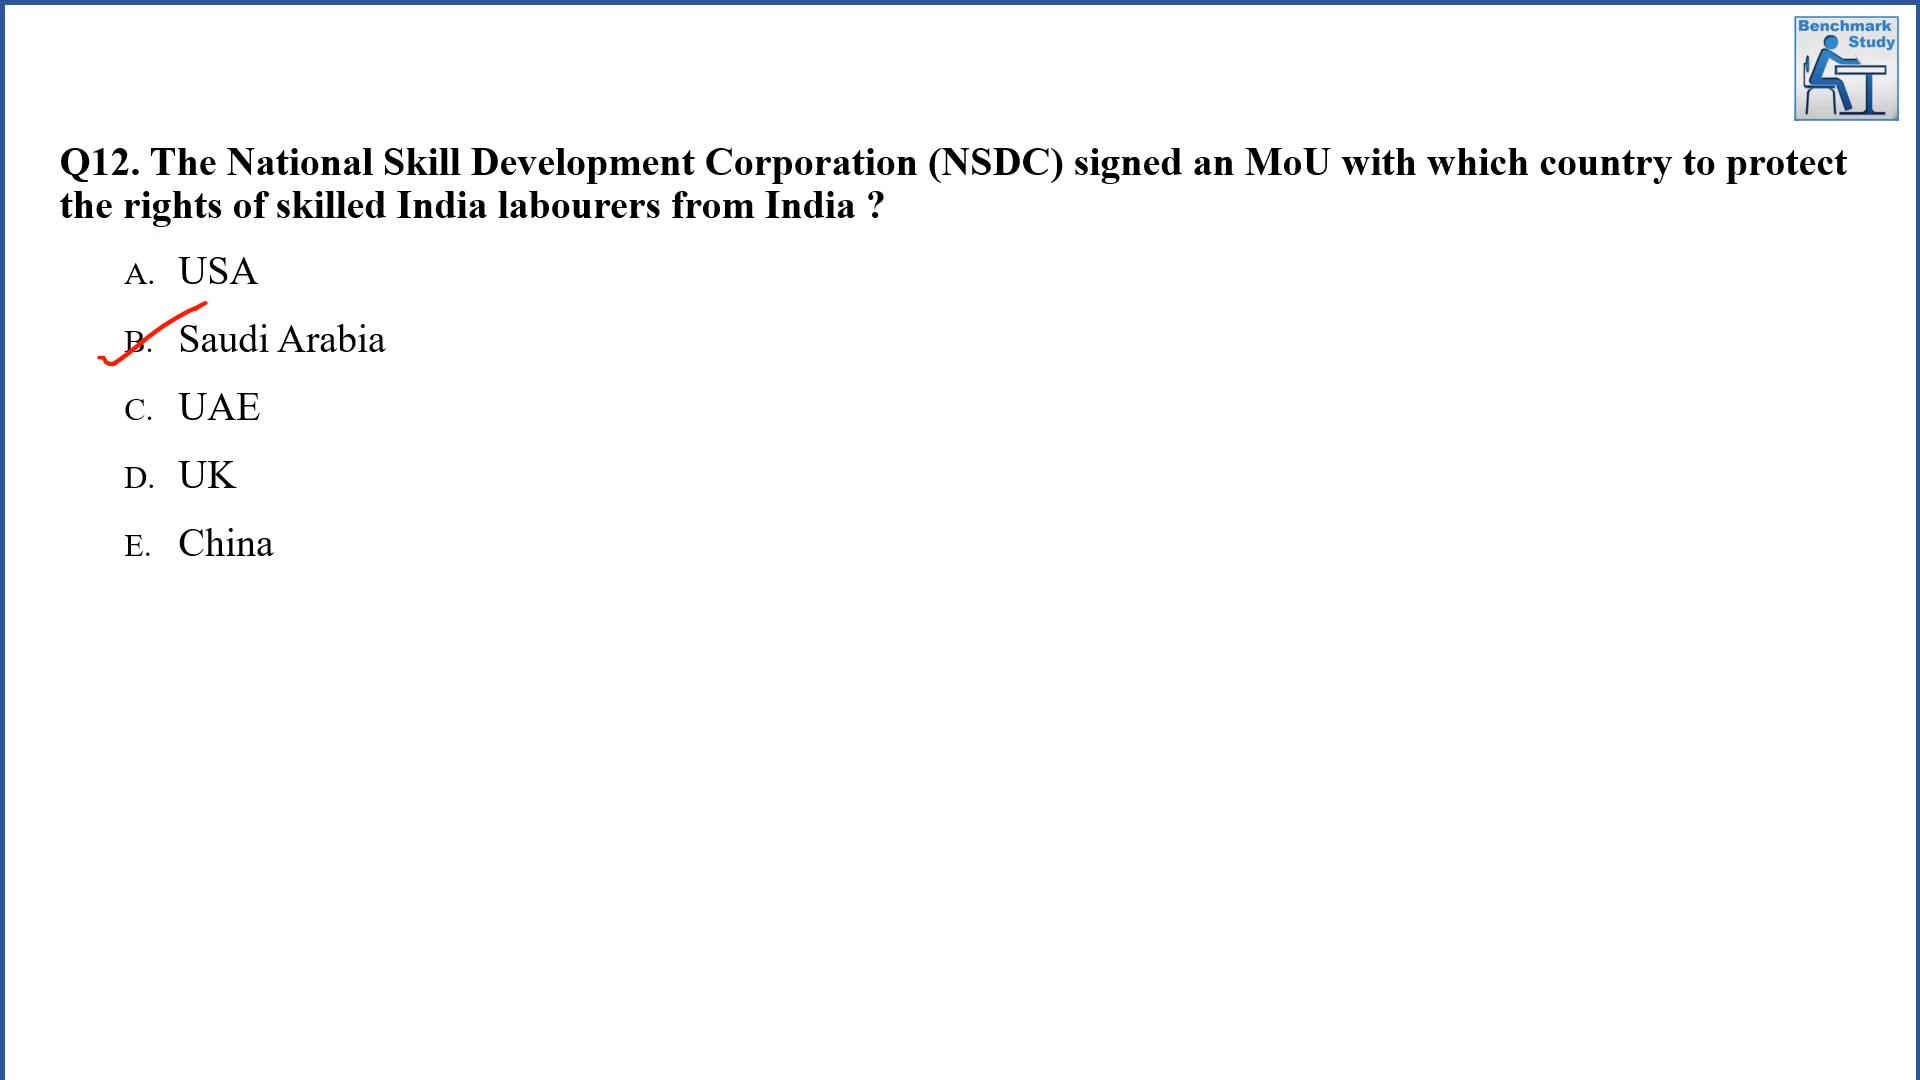 Benchmark
Study
Q12. The National Skill Development Corporation (NSDC) signed an MoU with which country to protect
the rights of skilled India labourers from India ?
A. USA
B. Saudi Arabia
C. UAE
D. UK
E. China